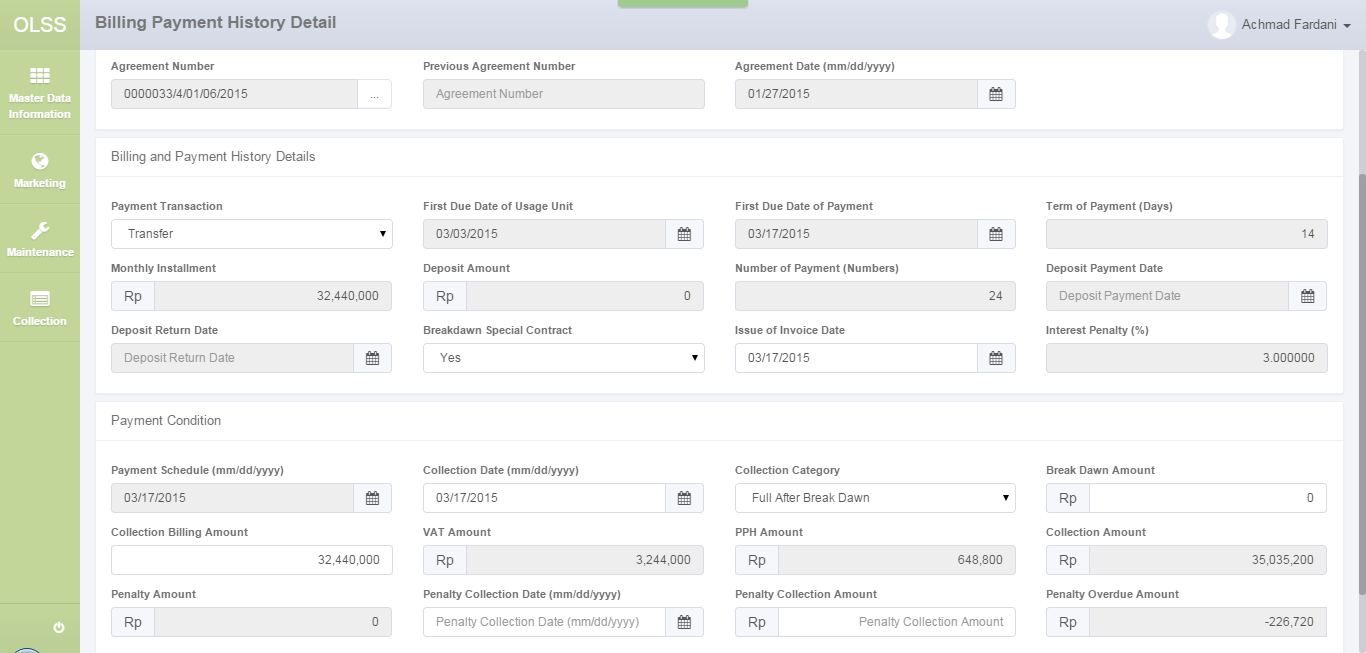 OLSS
Billing Payment History Detail
Achmad Fardani
Master Data
Information
Marketing
Maintenance
Collection
Agreement Number
Previous Agreement Number
Agreement Date (mm/dd/yyyy)
0000033/4/01/06/2015
...
Agreement Number
01/27/2015
Billing and Payment History Details
Payment Transaction
First Due Date of Usage Unit
First Due Date of Payment
Term of Payment (Days)
Transfer
03/03/2015
03/17/2015
14
Monthly Installment
Deposit Amount
Number of Payment (Numbers)
Deposit Payment Date
Rp 32,440,000
Rp 0
24
Deposit Payment Date
Deposit Return Date
Breakdown Special Contract
Issue of Invoice Date
Interest Penalty (%)
Deposit Return Date
Yes
03/17/2015
3.000000
Payment Condition
Payment Schedule (mm/dd/yyyy)
Collection Date (mm/dd/yyyy)
Collection Category
Break Dawn Amount
03/17/2015
03/17/2015
Full After Break Dawn
Rp 0
Collection Billing Amount
VAT Amount
PPH Amount
Collection Amount
32,440,000
Rp 3,244,000
Rp 648,800
Rp 35,035,200
Penalty Amount
Penalty Collection Date (mm/dd/yyyy)
Penalty Collection Amount
Penalty Overdue Amount
Rp 0
Penalty Collection Date (mm/dd/yyyy)
Rp Penalty Collection Amount
Rp -226,720